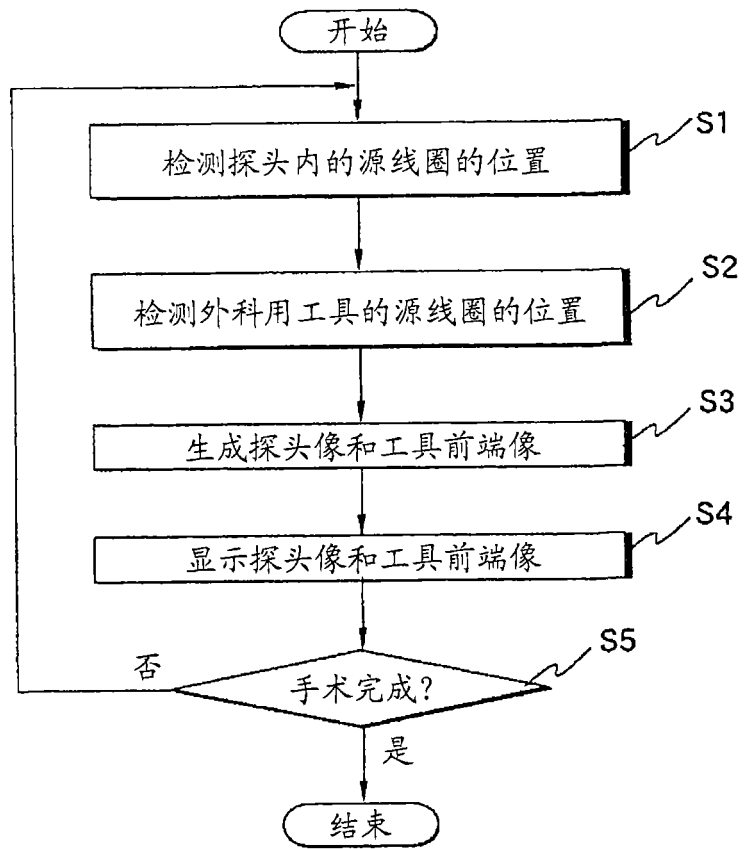 开始
S1
检测探头内的源线圈的位置
S2
检测外科用工具的源线圈的位置
S3
生成探头像和工具前端像
S4
显示探头像和工具前端像
S5
否
手术完成?
是
结束